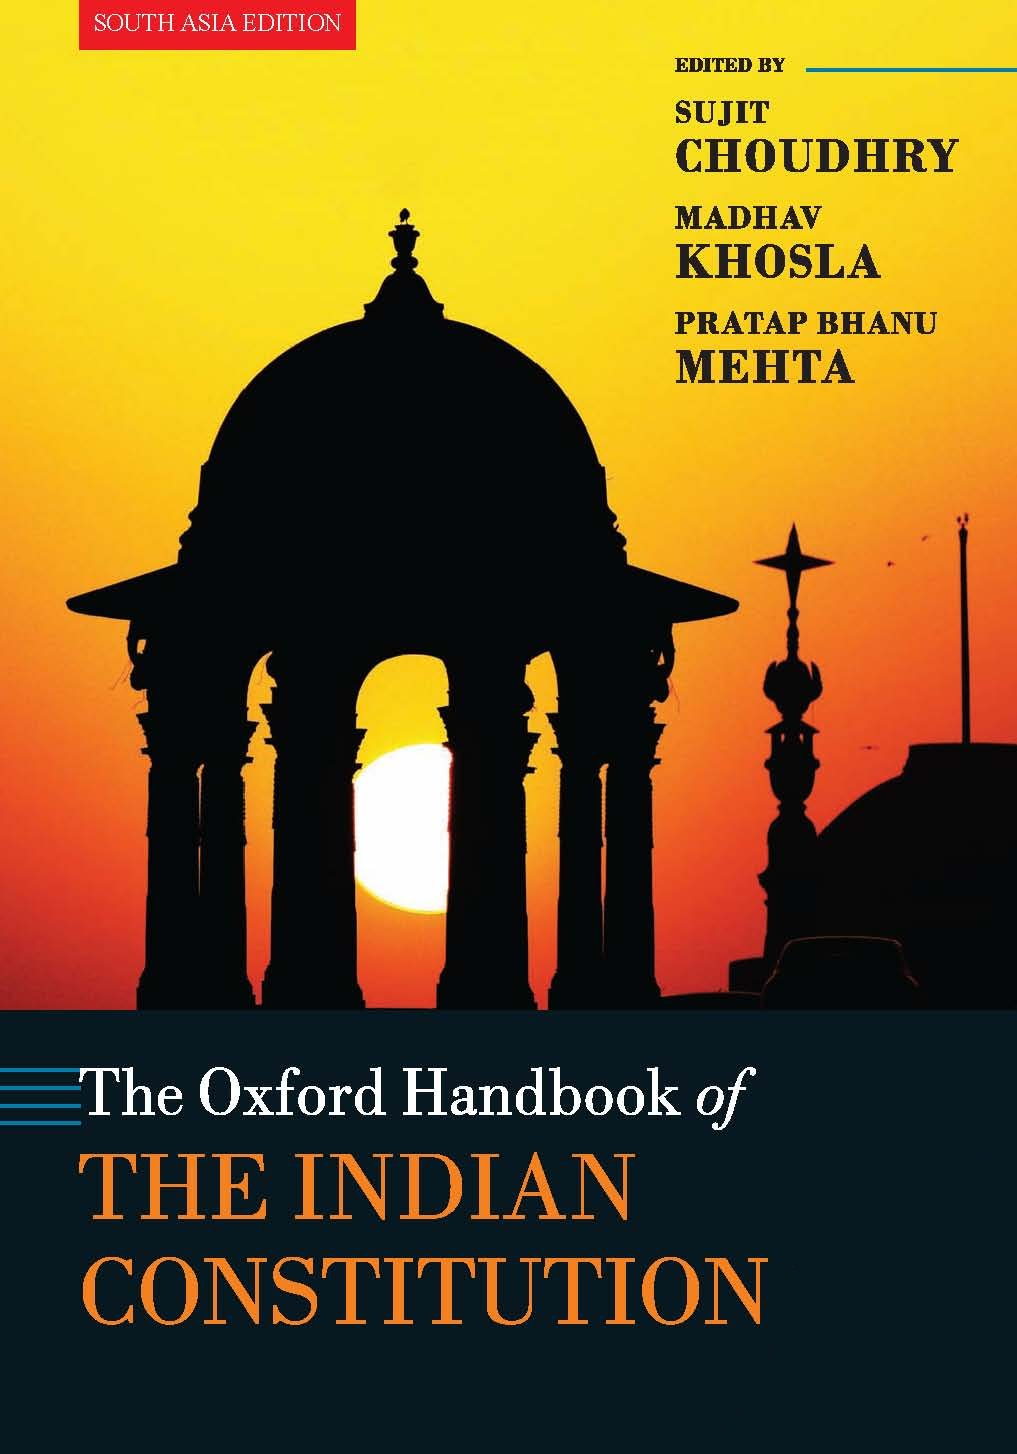 SOUTH ASIA EDITION
EDITED BY
SUJIT
CHOUDHRY
MADHAV
KHOSLA
PRATAP BHANU
MEHTA
The Oxford Handbook of
THE INDIAN
CONSTITUTION